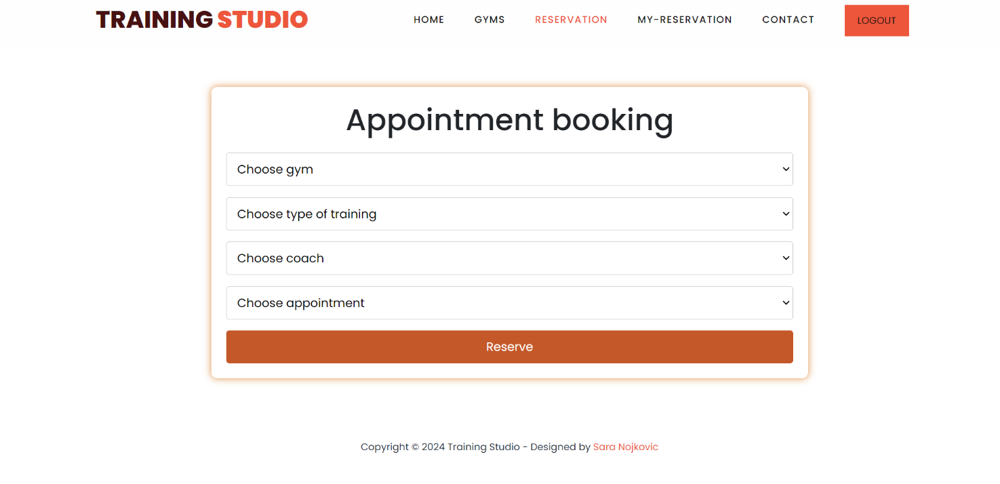 TRAINING STUDIO
HOME GYMS RESERVATION MY-RESERVATION CONTACT LOGOUT
Appointment booking
Choose gym
Choose type of training
Choose coach
Choose appointment
Reserve
Copyright © 2024 Training Studio - Designed by Sara Nojkovic